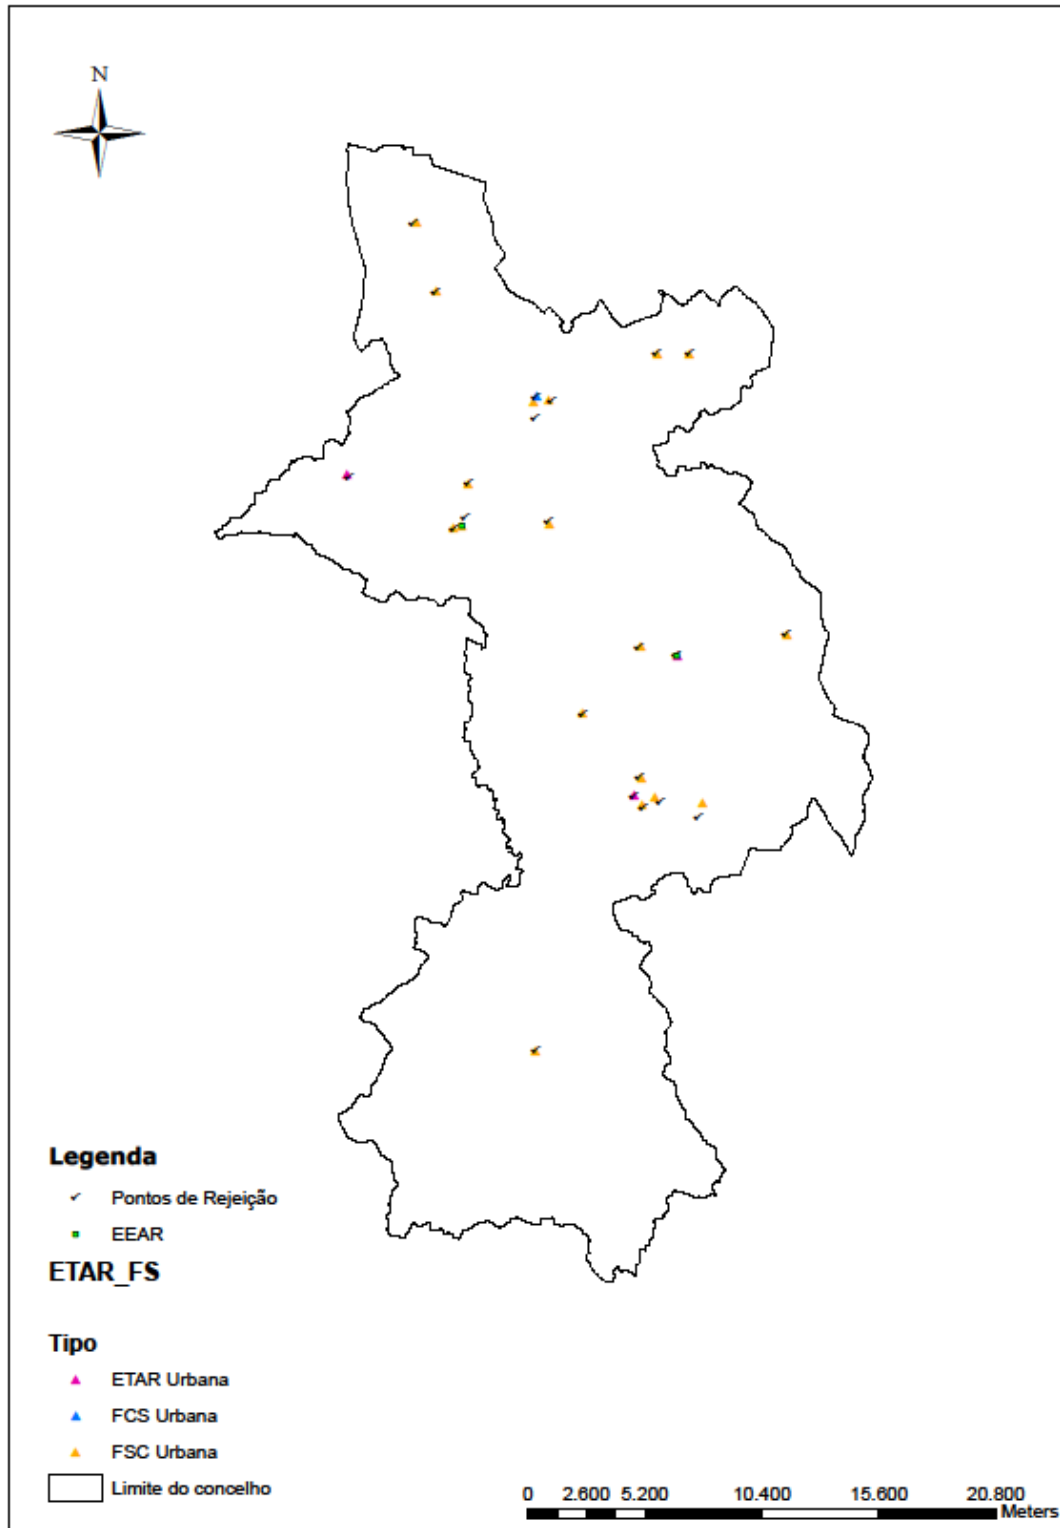 N
Legenda
Pontos de Rejeição
EEAR
ETAR_FS
Tipo
ETAR Urbana
FCS Urbana
FSC Urbana
Limite do concelho
0 2.600 5.200 10.400 15.600 20.800
Meters